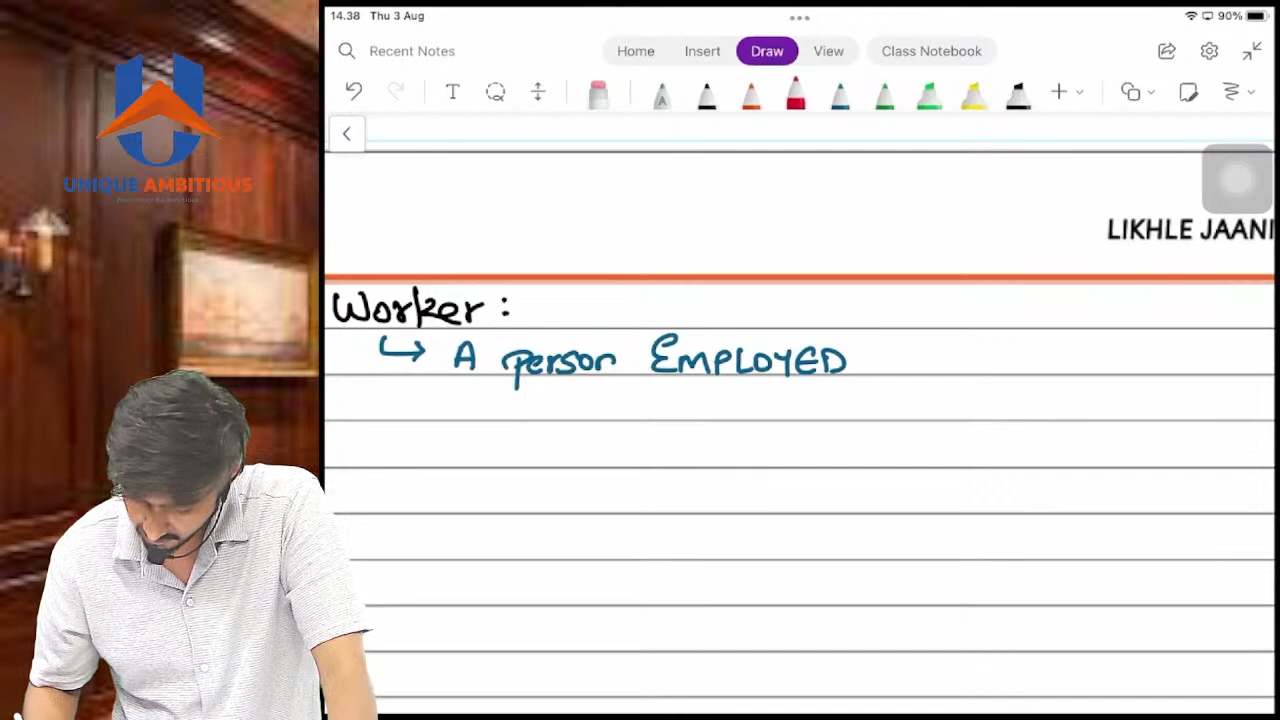 14.38 Thu 3 Aug
90%
Recent Notes
Home Insert Draw View Class Notebook
UNIQUE AMBITIOUS
LIKHLE JAANI
Worker :
↳ A person EMPLOYED